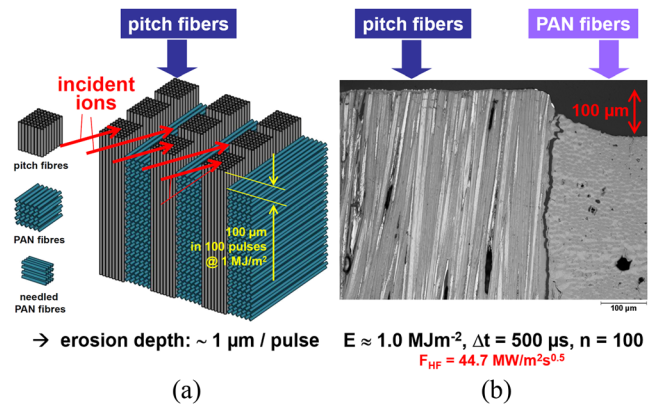 pitch fibers
pitch fibers
PAN fibers
incident
ions
pitch fibres
PAN fibres
needled
PAN fibres
100 µm
in 100 pulses
@ 1 MJ/m²
100 µm
100 µm
→ erosion depth: ~ 1 µm / pulse
E ≈ 1.0 MJm⁻², Δt = 500 µs, n = 100
F_HF = 44.7 MW/m²s^0.5
(a)
(b)